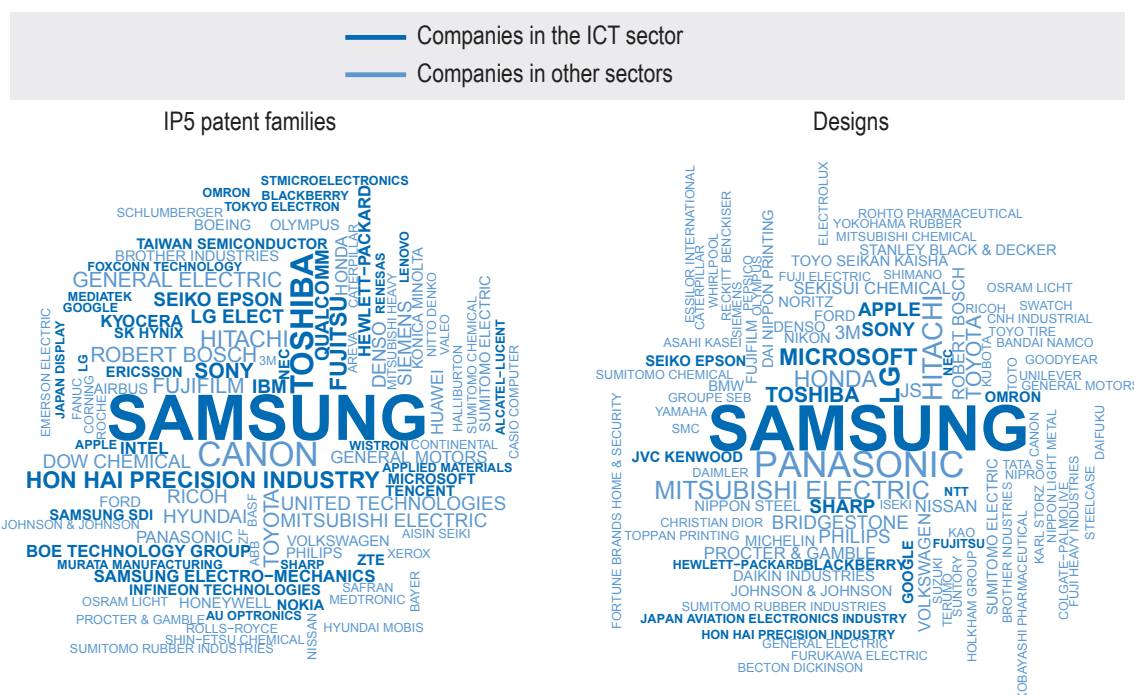 Companies in the ICT sector
Companies in other sectors
IP5 patent families
STMICROELECTRONICS
OMRON
BLACKBERRY
SCHLUMBERGER
TOKYO ELECTRON
BOEING
OLYMPUS
HEWLETT−PACKARD
TAIWAN SEMICONDUCTOR
BROTHER INDUSTRIES
FOXCONN TECHNOLOGY
GENERAL ELECTRIC
TOSHIBA
QUALCOMM
HONDA
CATERPILLAR
RENESAS
LENOVO
KONICA MINOLTA
MITSUBISHI HEAVY
NITTO DENKO
MEDIATEK
GOOGLE
SEIKO EPSON
KYOCERA
LG ELECT
SK HYNIX
HITACHI
FUJITSU
AREVA
DENSO
SIEMENS
VALEO
SUMITOMO CHEMICAL
SUMITOMO ELECTRIC
ALCATEL−LUCENT
CASIO COMPUTER
HALLIBURTON
HUAWEI
EMERSON ELECTRIC
JAPAN DISPLAY
FANUC
LG
CORNING
ROCHE
ROBERT BOSCH
3M
NEC
ERICSSON
SONY
AIRBUS
FUJIFILM
IBM
SAMSUNG
APPLE
INTEL
CANON
WISTRON
CONTINENTAL
DOW CHEMICAL
GENERAL MOTORS
APPLIED MATERIALS
HON HAI PRECISION INDUSTRY
MICROSOFT
TENCENT
FORD
RICOH
BASF
TOYOTA
UNITED TECHNOLOGIES
SAMSUNG SDI
HYUNDAI
MITSUBISHI ELECTRIC
JOHNSON & JOHNSON
PANASONIC
ZF
ABB
VOLKSWAGEN
AISIN SEIKI
BOE TECHNOLOGY GROUP
PHILIPS
XEROX
MURATA MANUFACTURING
SHARP
ZTE
SAMSUNG ELECTRO−MECHANICS
INFINEON TECHNOLOGIES
SAFRAN
BAYER
OSRAM LICHT
HONEYWELL
NOKIA
MEDTRONIC
PROCTER & GAMBLE
AU OPTRONICS
ROLLS−ROYCE
HYUNDAI MOBIS
SHIN−ETSU CHEMICAL
NISSAN
SUMITOMO RUBBER INDUSTRIES
Designs
ESSILOR INTERNATIONAL
CATERPILLAR
WHIRLPOOL
RECKITT BENCKISER
SIEMENS
PEPSICO
FUJIFILM
OLYMPUS
DAI NIPPON PRINTING
ELECTROLUX
ROHTO PHARMACEUTICAL
YOKOHAMA RUBBER
MITSUBISHI CHEMICAL
STANLEY BLACK & DECKER
TOYO SEIKAN KAISHA
FUJI ELECTRIC
SHIMANO
SEKISUI CHEMICAL
OSRAM LICHT
NORITZ
FORD
APPLE
HITACHI
ROBERT BOSCH
RICOH
SWATCH
CNH INDUSTRIAL
DENSO
3M
SONY
TOYOTA
TOYO TIRE
NIKON
BANDAI NAMCO
ASAHI KASEI
SEIKO EPSON
MICROSOFT
NEC
KUBOTA
GOODYEAR
SUMITOMO CHEMICAL
HONDA
LG
TOTO
UNILEVER
BMW
GENERAL MOTORS
GROUPE SEB
TOSHIBA
JS
OMRON
YAMAHA
SMC
SAMSUNG
CANON
NIPPON LIGHT METAL
DAIFUKU
FORTUNE BRANDS HOME & SECURITY
JVC KENWOOD
PANASONIC
DAIMLER
TATA S
NIPRO
MITSUBISHI ELECTRIC
NTT
NIPPON STEEL
SHARP
ISEKI
NISSAN
SUMITOMO ELECTRIC
BROTHER INDUSTRIES
KOBAYASHI PHARMACEUTICAL
KARL STORZ
COLGATE−PALMOLIVE
FUJI HEAVY INDUSTRIES
STEELCASE
CHRISTIAN DIOR
BRIDGESTONE
TOPPAN PRINTING
MICHELIN
PHILIPS
KAO
FUJITSU
PROCTER & GAMBLE
HEWLETT−PACKARD
BLACKBERRY
GOOGLE
VOLKSWAGEN
SUZUKI
TERUMO
SUNTORY
HOLKHAM GROUP
DAIKIN INDUSTRIES
JOHNSON & JOHNSON
SUMITOMO RUBBER INDUSTRIES
JAPAN AVIATION ELECTRONICS INDUSTRY
HON HAI PRECISION INDUSTRY
GENERAL ELECTRIC
FURUKAWA ELECTRIC
BECTON DICKINSON